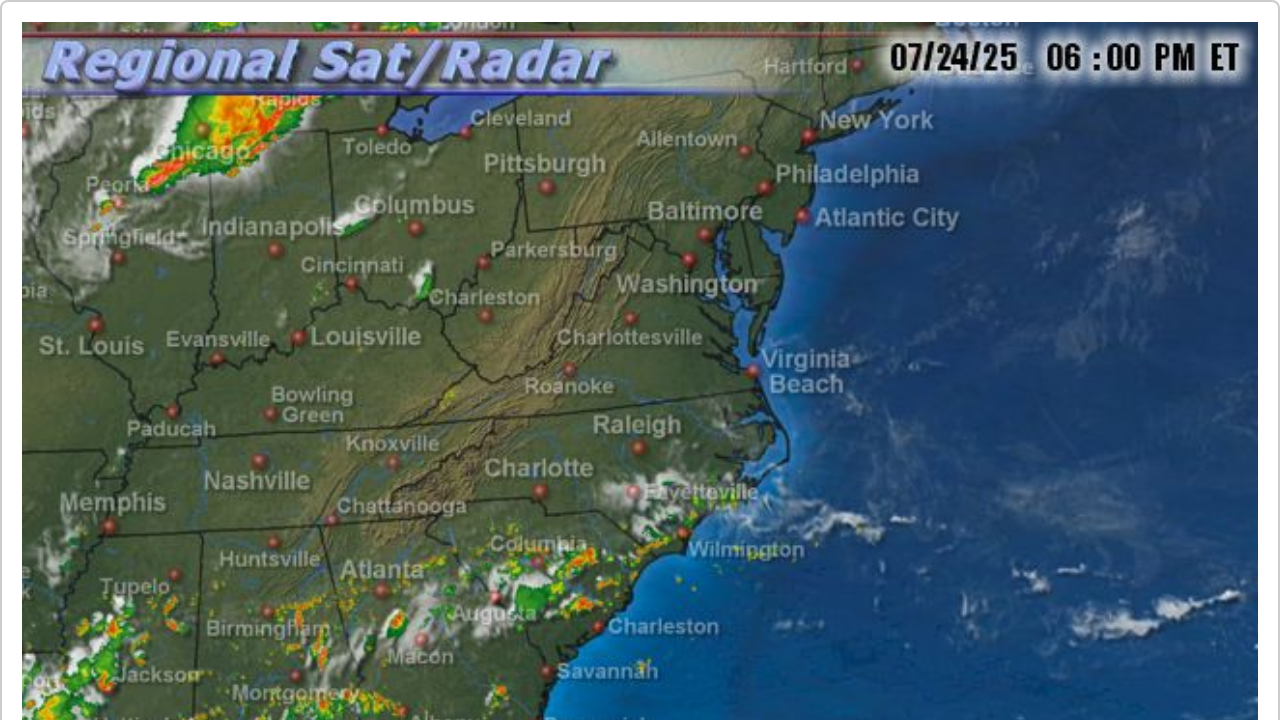 Regional Sat/Radar
07/24/25 06 :00 PM ET
Hartford
Cleveland
New York
Allentown
Toledo
Rapids
Chicago
Pittsburgh
Philadelphia
Peoria
Columbus
Baltimore
Atlantic City
Indianapolis
Springfield
Parkersburg
Cincinnati
Washington
Charleston
St. Louis
Evansville
Louisville
Charlottesville
Virginia
Beach
Roanoke
Bowling
Green
Paducah
Raleigh
Knoxville
Nashville
Charlotte
Memphis
Chattanooga
Fayetteville
Huntsville
Columbia
Wilmington
Atlanta
Tupelo
Augusta
Birmingham
Charleston
Macon
Jackson
Savannah
Montgomery